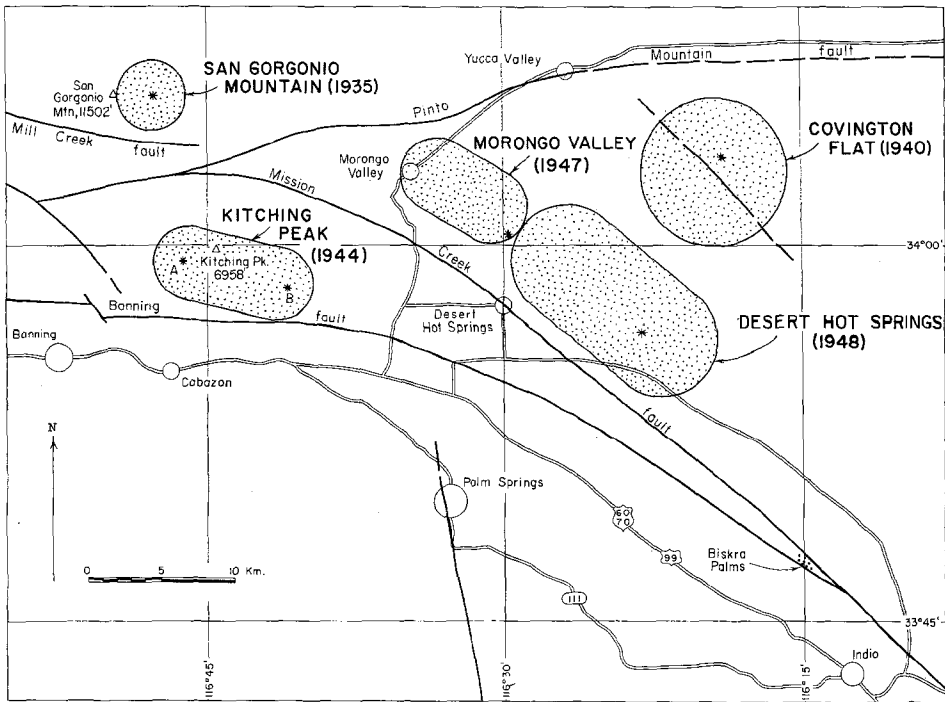 SAN GORGONIO
MOUNTAIN (1935)
San
Gorgonio
Mtn, 11502'
Mill Creek fault
Yucca Valley
Pinto Mountain fault
COVINGTON
FLAT (1940)
MORONGO VALLEY
(1947)
Morongo
Valley
Mission Creek fault
KITCHING
PEAK
(1944)
Kitching Pk.
6958
A
B
34°00'
Banning fault
Desert
Hot Springs
DESERT HOT SPRINGS
(1948)
Banning
Cabazon
N
Palm Springs
0 5 10 Km.
60
70
99
111
Biskra
Palms
33°45'
Indio
116°45'
116°30'
116°15'